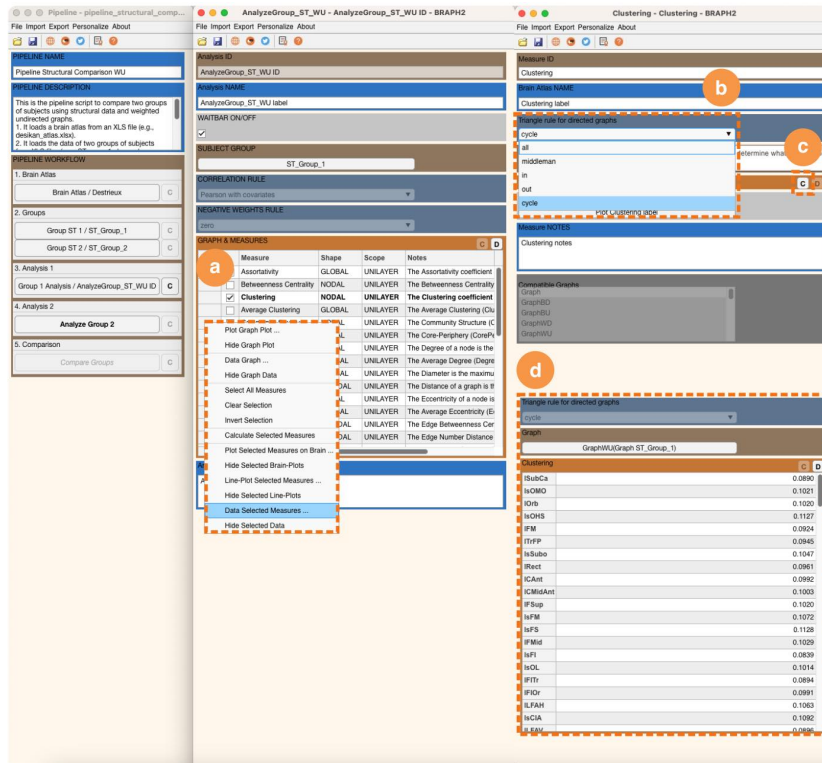 Pipeline - pipeline_structural_comp...
File Import Export Personalize About
PIPELINE NAME
Pipeline Structural Comparison WU
PIPELINE DESCRIPTION
This is the pipeline script to compare two groups
of subjects using structural data and weighted
undirected graphs.
1. It loads a brain atlas from an XLS file (e.g.,
desikan_atlas.xlsx).
2. It loads the data of two groups of subjects
PIPELINE WORKFLOW
1. Brain Atlas
Brain Atlas / Destrieux C
2. Groups
Group ST 1 / ST_Group_1 C
Group ST 2 / ST_Group_2 C
3. Analysis 1
Group 1 Analysis / AnalyzeGroup_ST_WU ID C
4. Analysis 2
Analyze Group 2 C
5. Comparison
Compare Groups C
AnalyzeGroup_ST_WU - AnalyzeGroup_ST_WU ID - BRAPH2
File Import Export Personalize About
Analysis ID
AnalyzeGroup_ST_WU ID
Analysis NAME
AnalyzeGroup_ST_WU label
WAITBAR ON/OFF
SUBJECT GROUP
ST_Group_1
CORRELATION RULE
Pearson with covariates
NEGATIVE WEIGHTS RULE
zero
GRAPH & MEASURES C D
a
Measure Shape Scope Notes
Assortativity GLOBAL UNILAYER The Assortativity coefficient
Betweenness Centrality NODAL UNILAYER The Betweenness Centrality
Clustering NODAL UNILAYER The Clustering coefficient
Average Clustering GLOBAL UNILAYER The Average Clustering (Clu
UNILAYER The Community Structure (C
UNILAYER The Core-Periphery (CorePe
UNILAYER The Degree of a node is the
UNILAYER The Average Degree (Degre
UNILAYER The Diameter is the maximu
UNILAYER The Distance of a graph is th
UNILAYER The Eccentricity of a node is
UNILAYER The Average Eccentricity (Ec
UNILAYER The Edge Betweenness Cer
UNILAYER The Edge Number Distance
Plot Graph Plot ...
Hide Graph Plot
Data Graph ...
Hide Graph Data
Select All Measures
Clear Selection
Invert Selection
Calculate Selected Measures
Plot Selected Measures on Brain ...
Hide Selected Brain-Plots
Line-Plot Selected Measures ...
Hide Selected Line-Plots
Data Selected Measures ...
Hide Selected Data
Clustering - Clustering - BRAPH2
File Import Export Personalize About
Measure ID
Clustering
b
Brain Atlas NAME
Clustering label
Triangle rule for directed graphs
cycle
all
middleman
in
out
cycle
etermine what
c
C D
Plot Clustering label
Measure NOTES
Clustering notes
Compatible Graphs
Graph
GraphBD
GraphBU
GraphWD
GraphWU
d
Triangle rule for directed graphs
cycle
Graph
GraphWU(Graph ST_Group_1)
Clustering C D
lSubCa 0.0890
lsOMO 0.1021
lOrb 0.1020
lsOHS 0.1127
lFM 0.0924
lTrFP 0.0945
lsSubo 0.1047
lRect 0.0961
lCAnt 0.0992
lCMidAnt 0.1003
lFSup 0.1020
lsFM 0.1072
lsFS 0.1128
lFMid 0.1029
lsFI 0.0839
lsOL 0.1014
lFITr 0.0894
lFIOr 0.0991
lLFAH 0.1063
lsCIA 0.1092
lLFAV 0.0896